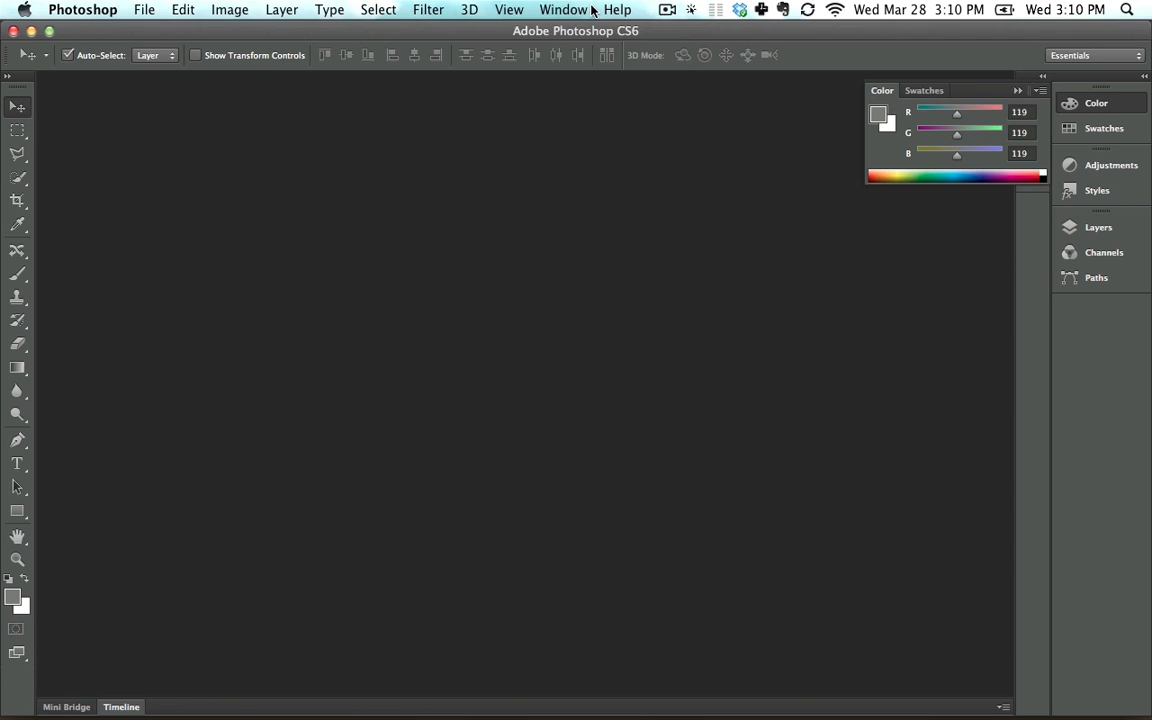 Photoshop File Edit Image Layer Type Select Filter 3D View Window Help Wed Mar 28 3:10 PM Wed 3:10 PM
Adobe Photoshop CS6
Auto-Select: Layer Show Transform Controls 3D Mode: Essentials
Color Swatches
R 119
G 119
B 119
Color
Swatches
Adjustments
Styles
Layers
Channels
Paths
Mini Bridge Timeline